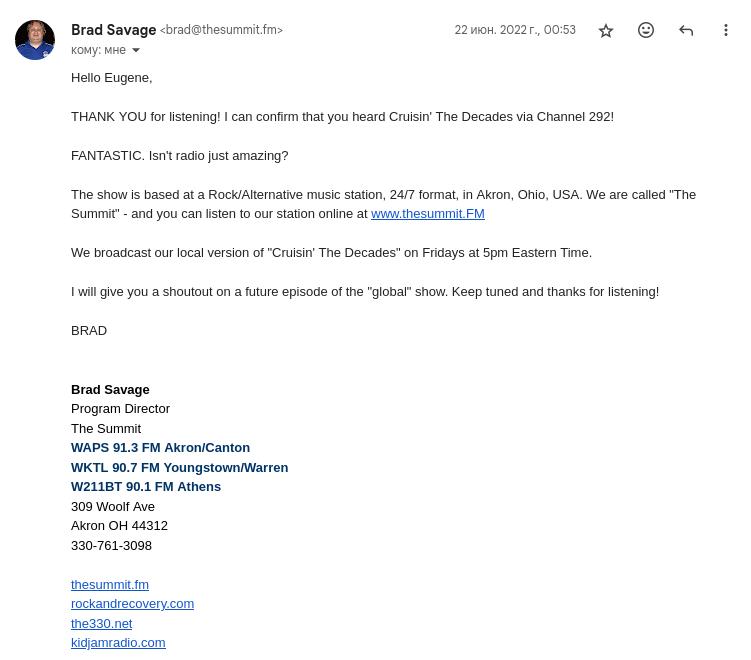 Brad Savage <brad@thesummit.fm>
22 июн. 2022 г., 00:53
кому: мне
Hello Eugene,
THANK YOU for listening! I can confirm that you heard Cruisin' The Decades via Channel 292!
FANTASTIC. Isn't radio just amazing?
The show is based at a Rock/Alternative music station, 24/7 format, in Akron, Ohio, USA. We are called "The
Summit" - and you can listen to our station online at www.thesummit.FM
We broadcast our local version of "Cruisin' The Decades" on Fridays at 5pm Eastern Time.
I will give you a shoutout on a future episode of the "global" show. Keep tuned and thanks for listening!
BRAD
Brad Savage
Program Director
The Summit
WAPS 91.3 FM Akron/Canton
WKTL 90.7 FM Youngstown/Warren
W211BT 90.1 FM Athens
309 Woolf Ave
Akron OH 44312
330-761-3098
thesummit.fm
rockandrecovery.com
the330.net
kidjamradio.com